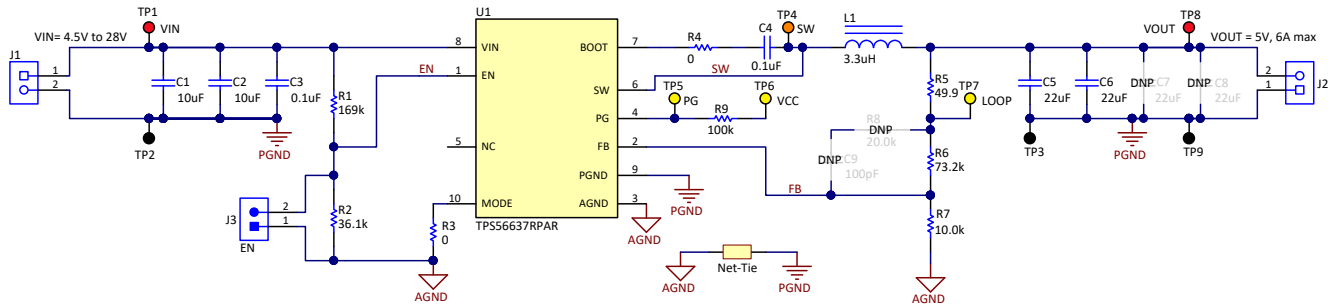 TP1
VIN
VIN= 4.5V to 28V
J1
1
2
C1
10uF
C2
10uF
C3
0.1uF
TP2
PGND
R1
169k
EN
J3
2
1
EN
R2
36.1k
R3
0
AGND
U1
8
VIN
1
EN
5
NC
10
MODE
BOOT
7
SW
6
PG
4
FB
2
PGND
9
AGND
3
TPS56637RPAR
R4
0
C4
0.1uF
TP4
SW
SW
TP5
PG
R9
100k
TP6
VCC
L1
3.3uH
R5
49.9
TP7
LOOP
R8
DNP
20.0k
DNP
C9
100pF
R6
73.2k
FB
R7
10.0k
AGND
PGND
AGND
AGND
Net-Tie
PGND
C5
22uF
C6
22uF
DNP
C7
22uF
DNP
C8
22uF
TP3
PGND
TP9
VOUT
TP8
VOUT = 5V, 6A max
2
1
J2